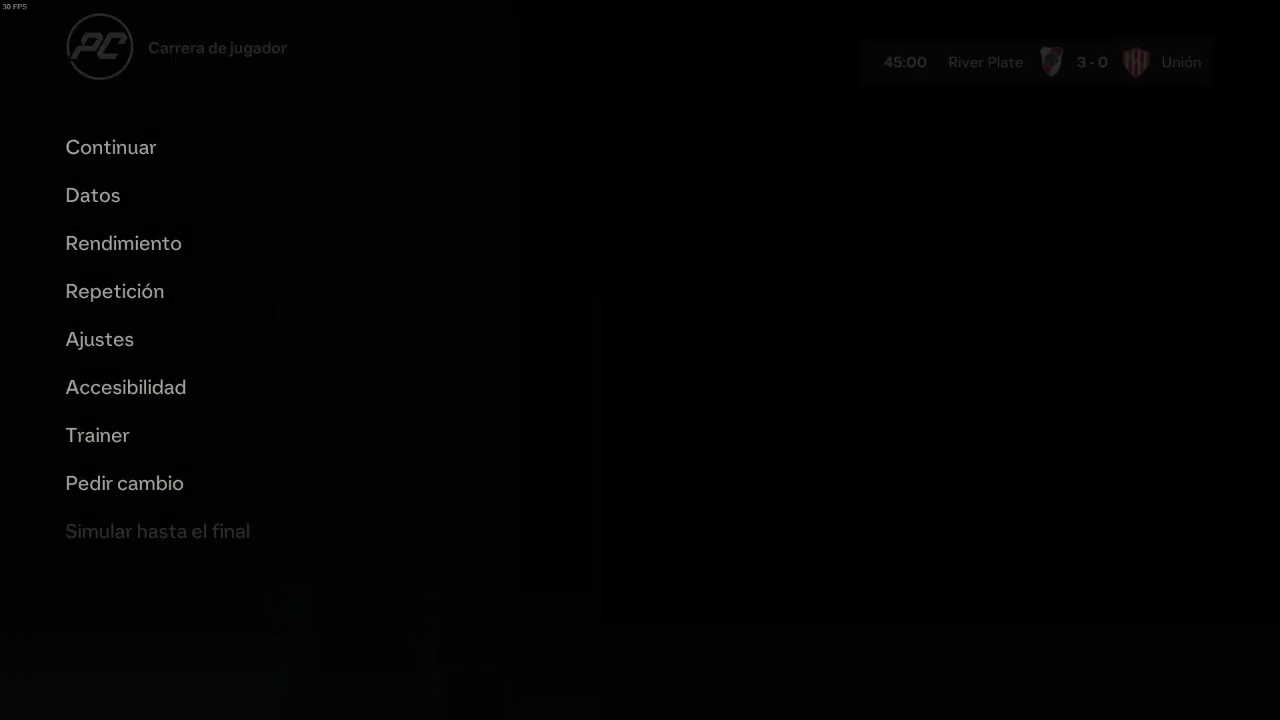 30 FPS
PC Carrera de jugador
45:00 River Plate 3 - 0 Unión
Continuar
Datos
Rendimiento
Repetición
Ajustes
Accesibilidad
Trainer
Pedir cambio
Simular hasta el final